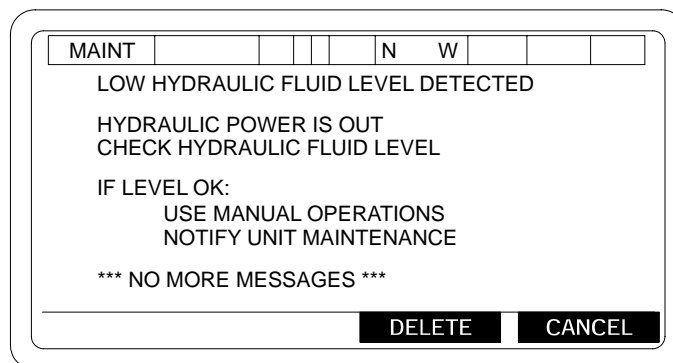 MAINT N W
LOW HYDRAULIC FLUID LEVEL DETECTED
HYDRAULIC POWER IS OUT
CHECK HYDRAULIC FLUID LEVEL
IF LEVEL OK:
USE MANUAL OPERATIONS
NOTIFY UNIT MAINTENANCE
*** NO MORE MESSAGES ***
DELETE CANCEL